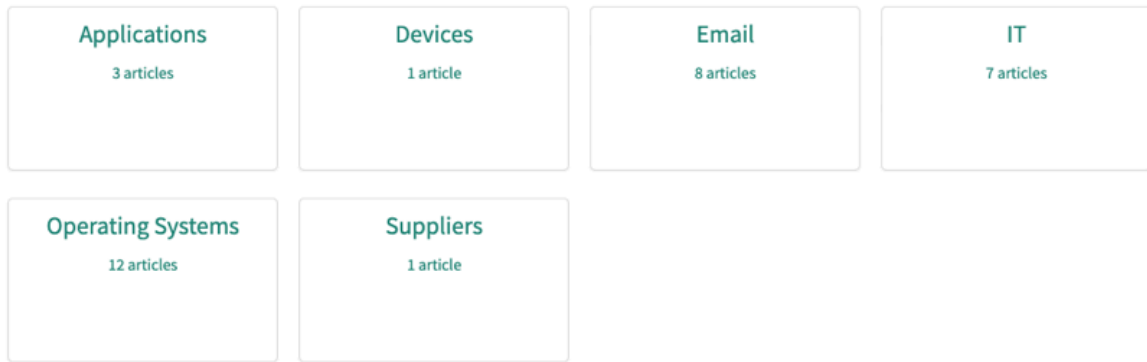 Applications
3 articles
Devices
1 article
Email
8 articles
IT
7 articles
Operating Systems
12 articles
Suppliers
1 article